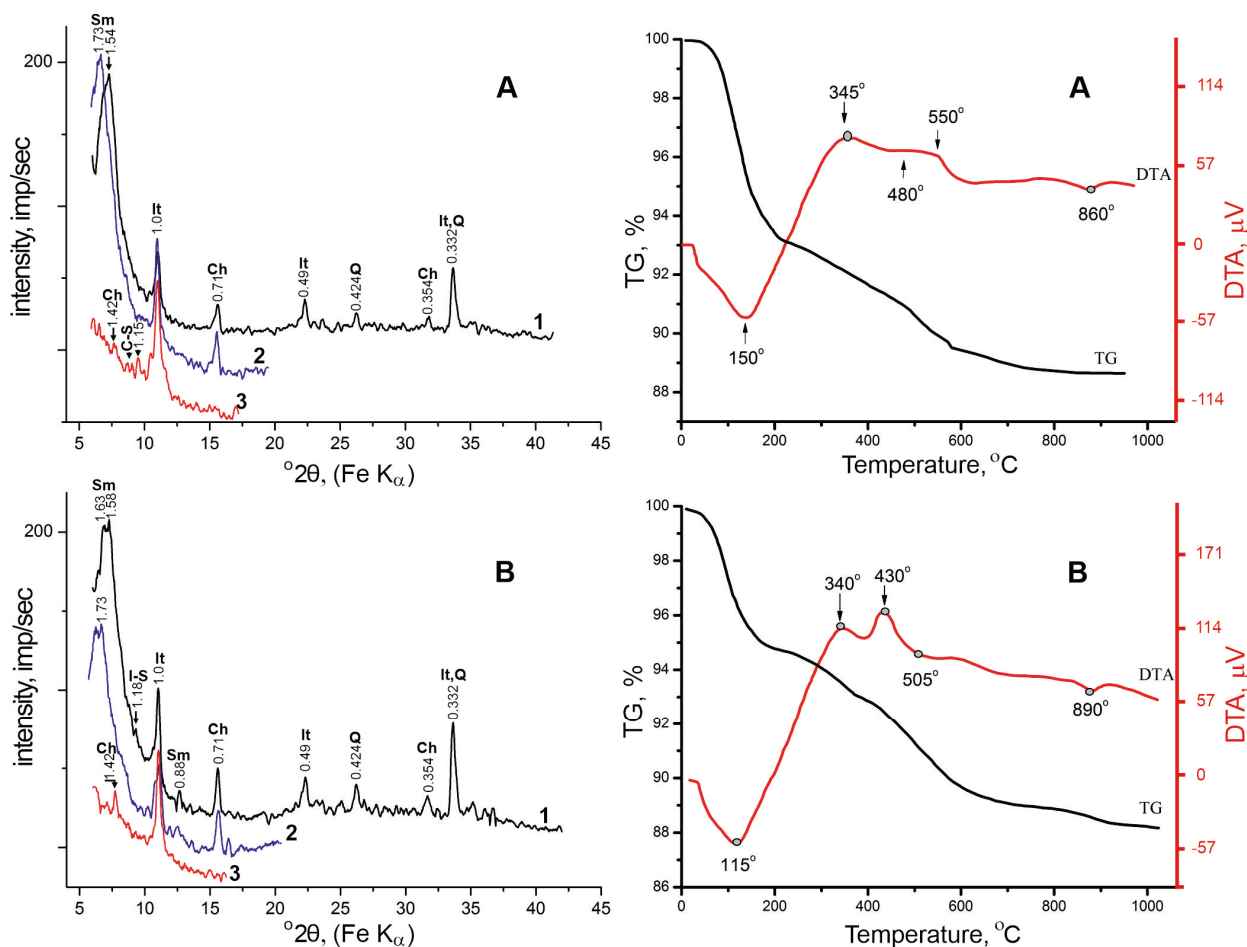 Sm
1.73
1.54
200
A
It
1.0
It,Q
0.332
Ch
0.71
It
0.49
Q
0.424
Ch
0.354
Ch
1.42
C-S
1.15
1
2
3
intensity, imp/sec
5 10 15 20 25 30 35 40 45
°2θ, (Fe Kα)
100
98
96
94
92
90
88
TG, %
A
345°
550°
480°
150°
860°
DTA
TG
114
57
0
-57
-114
DTA, μV
0 200 400 600 800 1000
Temperature, °C
Sm
1.63
1.58
200
B
1.73
I-S
1.18
It
1.0
Sm
0.88
Ch
0.71
It
0.49
Q
0.424
Ch
0.354
It,Q
0.332
Ch
1.42
1
2
3
intensity, imp/sec
5 10 15 20 25 30 35 40 45
°2θ, (Fe Kα)
100
98
96
94
92
90
88
86
TG, %
B
340°
430°
505°
115°
890°
DTA
TG
171
114
57
0
-57
DTA, μV
0 200 400 600 800 1000
Temperature, °C